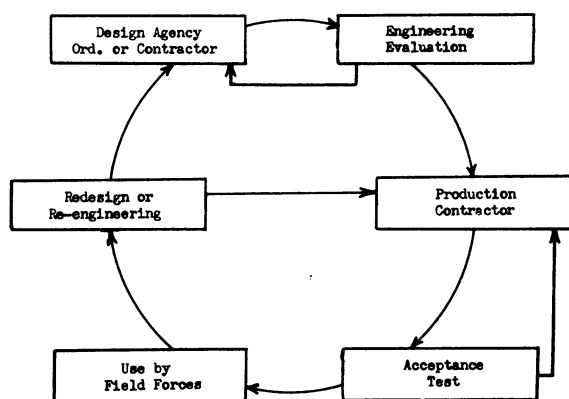 Design Agency
Ord. or Contractor
Engineering
Evaluation
Redesign or
Re-engineering
Production
Contractor
Use by
Field Forces
Acceptance
Test